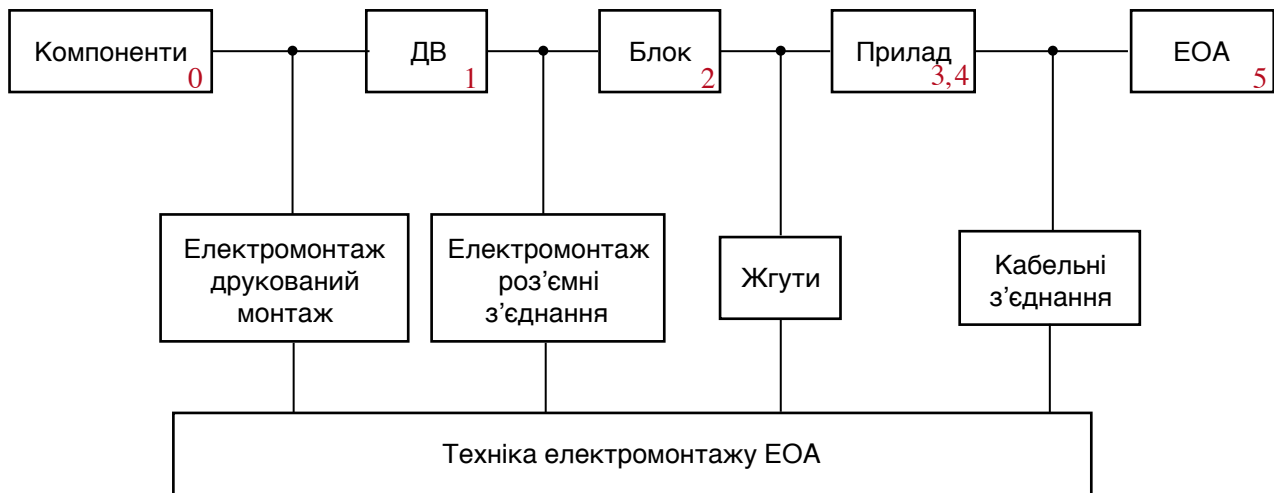 Компоненти
0
ДВ
1
Блок
2
Прилад
3,4
ЕОА
5
Електромонтаж
друкований
монтаж
Електромонтаж
роз’ємні
з’єднання
Жгути
Кабельні
з’єднання
Техніка електромонтажу ЕОА